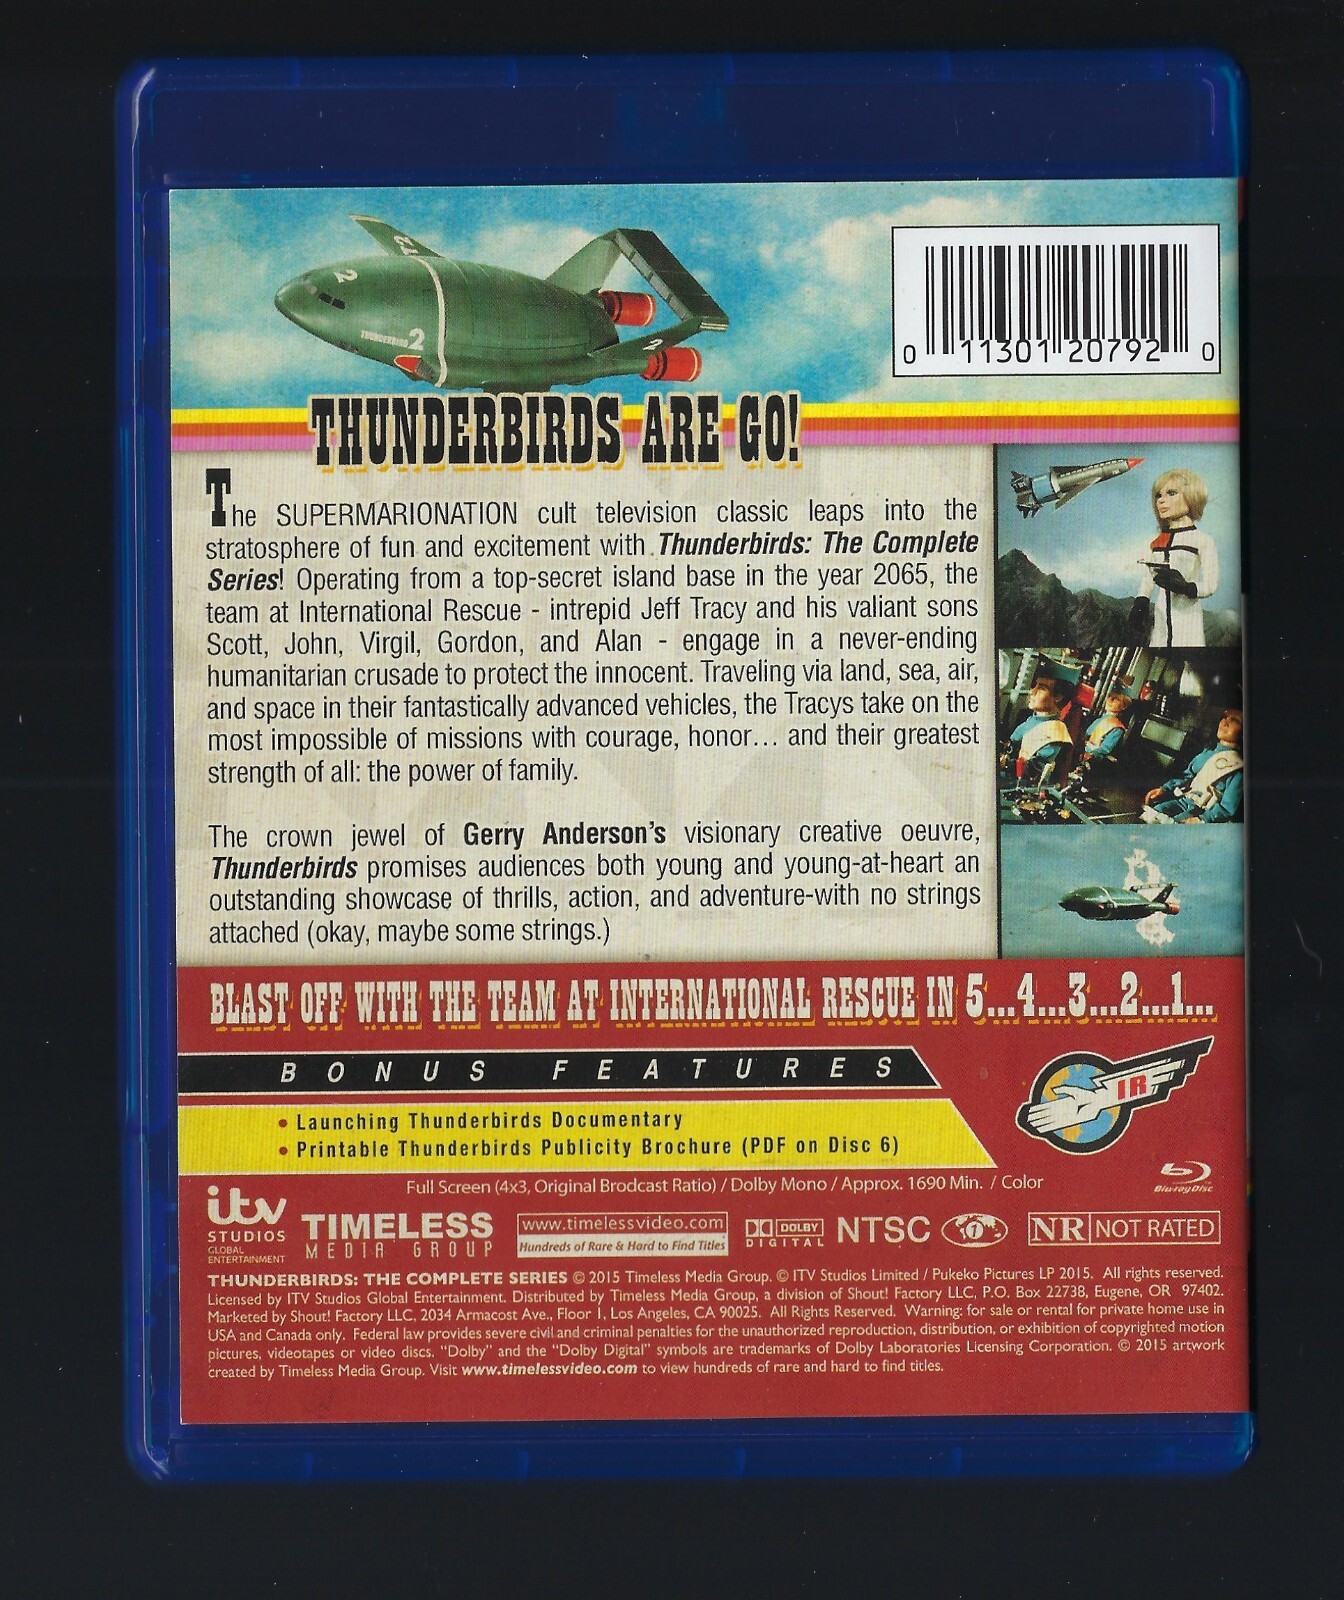 2
TB2
THUNDERBIRD 2
2
0 11301 20792 0
THUNDERBIRDS ARE GO!
The SUPERMARIONATION cult television classic leaps into the
stratosphere of fun and excitement with Thunderbirds: The Complete
Series! Operating from a top-secret island base in the year 2065, the
team at International Rescue - intrepid Jeff Tracy and his valiant sons
Scott, John, Virgil, Gordon, and Alan - engage in a never-ending
humanitarian crusade to protect the innocent. Traveling via land, sea, air,
and space in their fantastically advanced vehicles, the Tracys take on the
most impossible of missions with courage, honor... and their greatest
strength of all: the power of family.
The crown jewel of Gerry Anderson's visionary creative oeuvre,
Thunderbirds promises audiences both young and young-at-heart an
outstanding showcase of thrills, action, and adventure-with no strings
attached (okay, maybe some strings.)
BLAST OFF WITH THE TEAM AT INTERNATIONAL RESCUE IN 5...4...3...2...1...
BONUS FEATURES
• Launching Thunderbirds Documentary
• Printable Thunderbirds Publicity Brochure (PDF on Disc 6)
IR
Full Screen (4x3, Original Brodcast Ratio) / Dolby Mono / Approx. 1690 Min. / Color
Blu-ray Disc
itv
STUDIOS
GLOBAL
ENTERTAINMENT
TIMELESS
MEDIA GROUP
www.timelessvideo.com
Hundreds of Rare & Hard to Find Titles
DOLBY
DIGITAL
NTSC
1
NR NOT RATED
THUNDERBIRDS: THE COMPLETE SERIES © 2015 Timeless Media Group. © ITV Studios Limited / Pukeko Pictures LP 2015. All rights reserved.
Licensed by ITV Studios Global Entertainment. Distributed by Timeless Media Group, a division of Shout! Factory LLC, P.O. Box 22738, Eugene, OR 97402.
Marketed by Shout! Factory LLC, 2034 Armacost Ave., Floor 1, Los Angeles, CA 90025. All Rights Reserved. Warning: for sale or rental for private home use in
USA and Canada only. Federal law provides severe civil and criminal penalties for the unauthorized reproduction, distribution, or exhibition of copyrighted motion
pictures, videotapes or video discs. "Dolby" and the "Dolby Digital" symbols are trademarks of Dolby Laboratories Licensing Corporation. © 2015 artwork
created by Timeless Media Group. Visit www.timelessvideo.com to view hundreds of rare and hard to find titles.